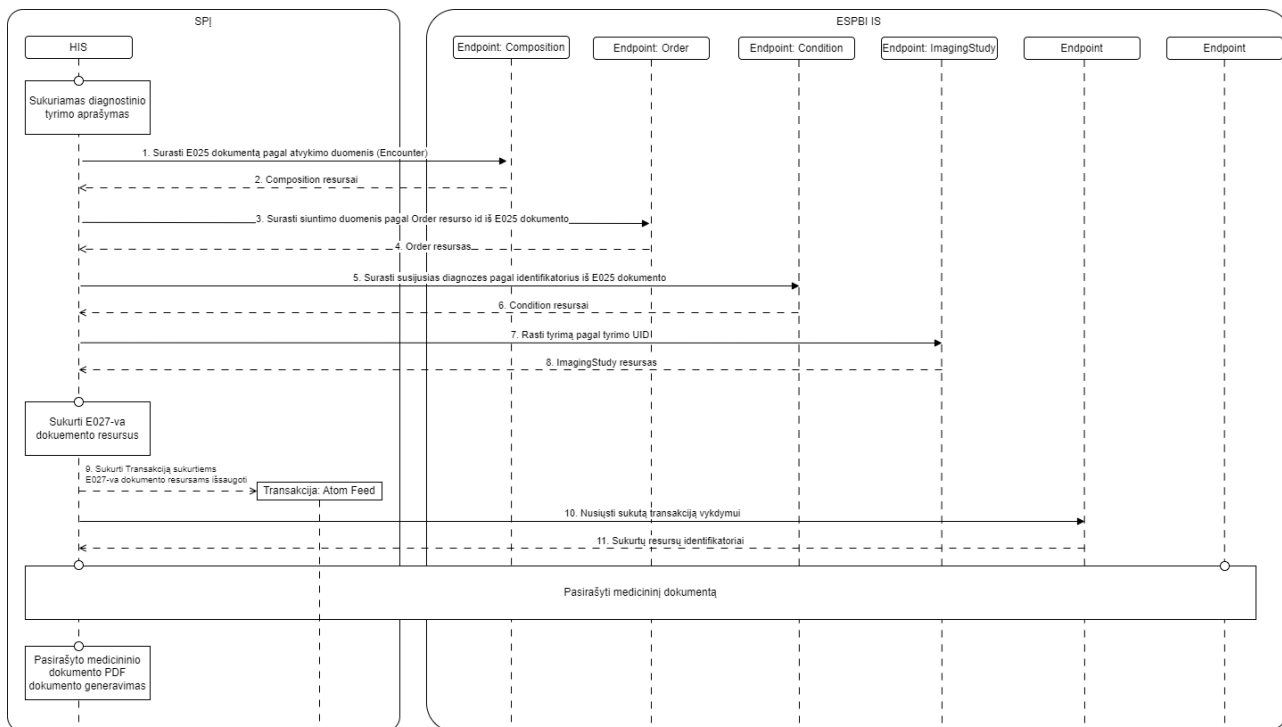 SPĮ
ESPBI IS
HIS
Endpoint: Composition
Endpoint: Order
Endpoint: Condition
Endpoint: ImagingStudy
Endpoint
Endpoint
Sukuriamas diagnostinio
tyrimo aprašymas
1. Surasti E025 dokumentą pagal atvykimo duomenis (Encounter)
2. Composition resursai
3. Surasti siuntimo duomenis pagal Order resurso id iš E025 dokumento
4. Order resursas
5. Surasti susijusias diagnozes pagal identifikatorius iš E025 dokumento
6. Condition resursai
7. Rasti tyrimą pagal tyrimo UID
8. ImagingStudy resursas
Sukurti E027-va
dokuemento resursus
9. Sukurti Transakciją sukurtiems
E027-va dokumento resursams išsaugoti
Transakcija: Atom Feed
10. Nusiųsti sukutą transakciją vykdymui
11. Sukurtų resursų identifikatoriai
Pasirašyti medicininį dokumentą
Pasirašyto medicininio
dokumento PDF
dokumento generavimas